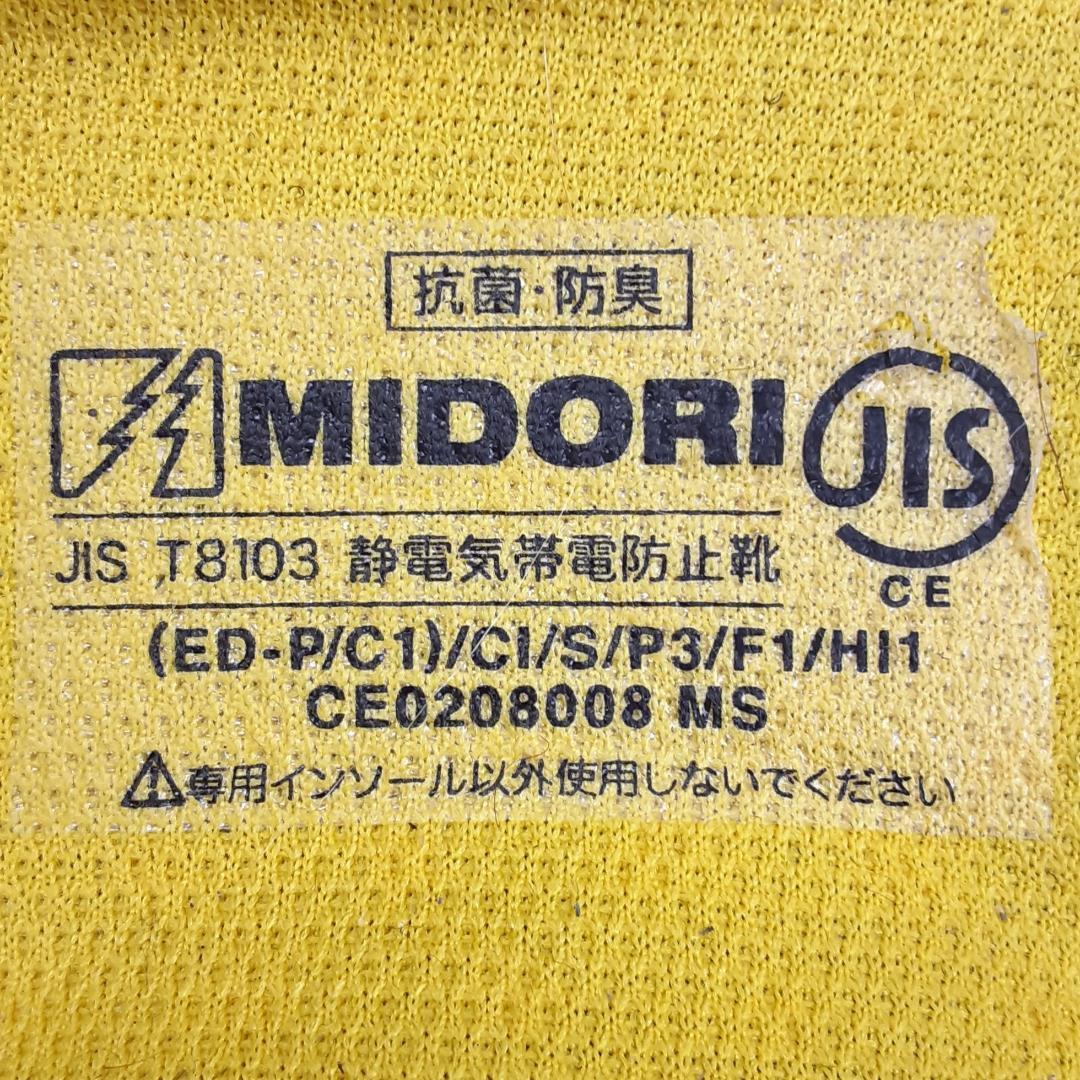 抗菌・防臭
MIDORI JIS
JIS T8103 静電気帯電防止靴
CE
(ED-P/C1)/CI/S/P3/F1/HI1
CE0208008 MS
⚠専用インソール以外使用しないでください